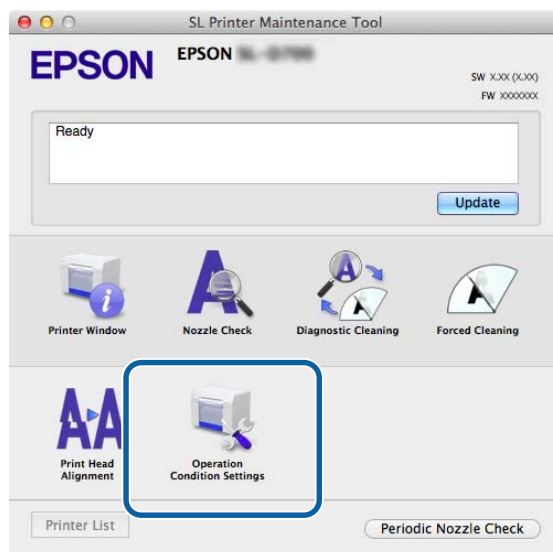 SL Printer Maintenance Tool
EPSON
EPSON
SW X.XX (X.XX)
FW XXXXXXX
Ready
Update
Printer Window
Nozzle Check
Diagnostic Cleaning
Forced Cleaning
Print Head
Alignment
Operation
Condition Settings
Printer List
Periodic Nozzle Check